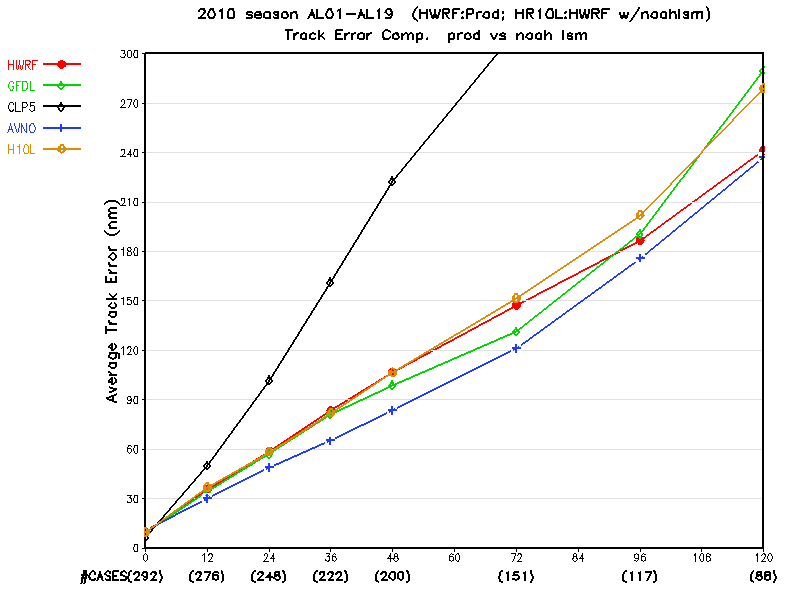 2010 season AL01-AL19 (HWRF:Prod; HR10L:HWRF w/noahlsm)
Track Error Comp. prod vs noah lsm
HWRF
GFDL
CLP5
AVNO
H10L
Average Track Error (nm)
300
270
240
210
180
150
120
90
60
30
0
0 12 24 36 48 60 72 84 96 108 120
#CASES(292) (276) (248) (222) (200) (151) (117) (88)